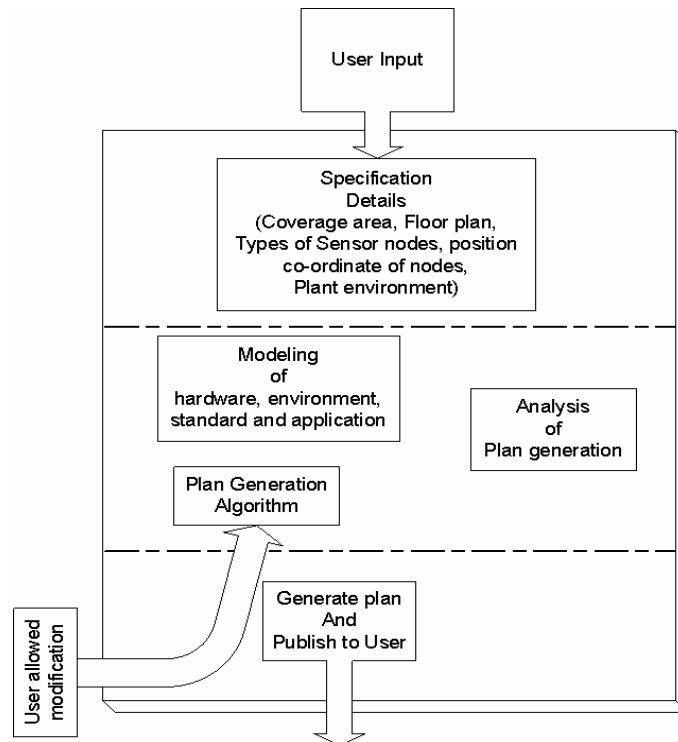 User Input
Specification
Details
(Coverage area, Floor plan,
Types of Sensor nodes, position
co-ordinate of nodes,
Plant environment)
Modeling
of
hardware, environment,
standard and application
Analysis
of
Plan generation
Plan Generation
Algorithm
Generate plan
And
Publish to User
User allowed
modification